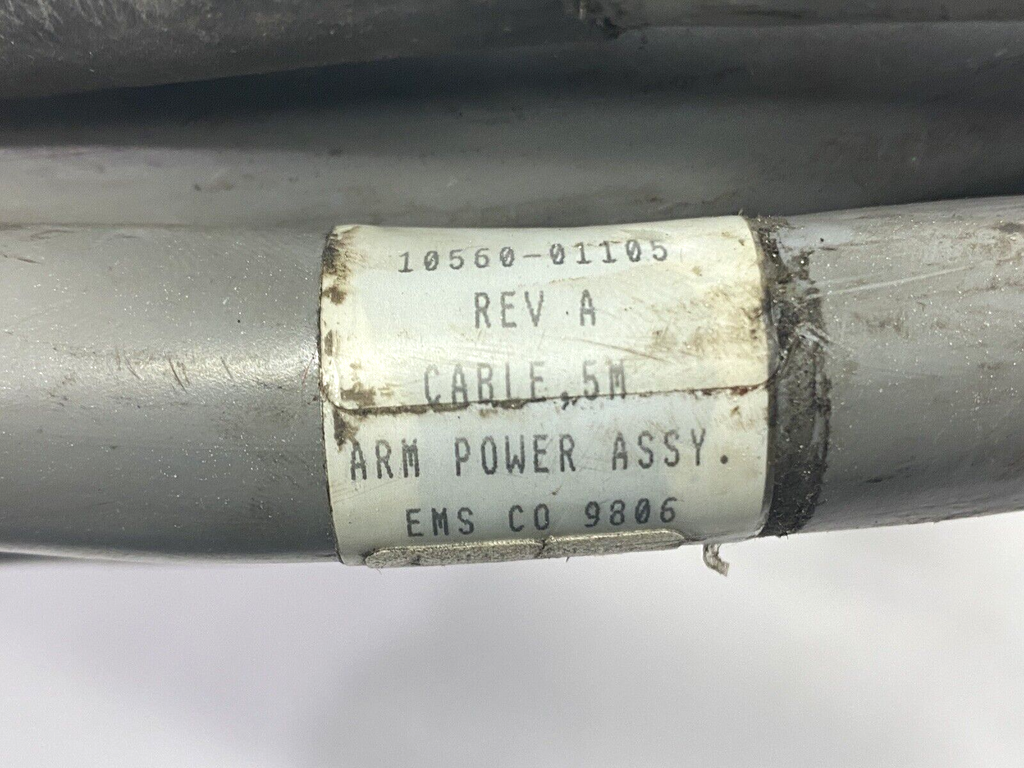 10560-01105
REV A
CABLE,5M
ARM POWER ASSY.
EMS CO 9806